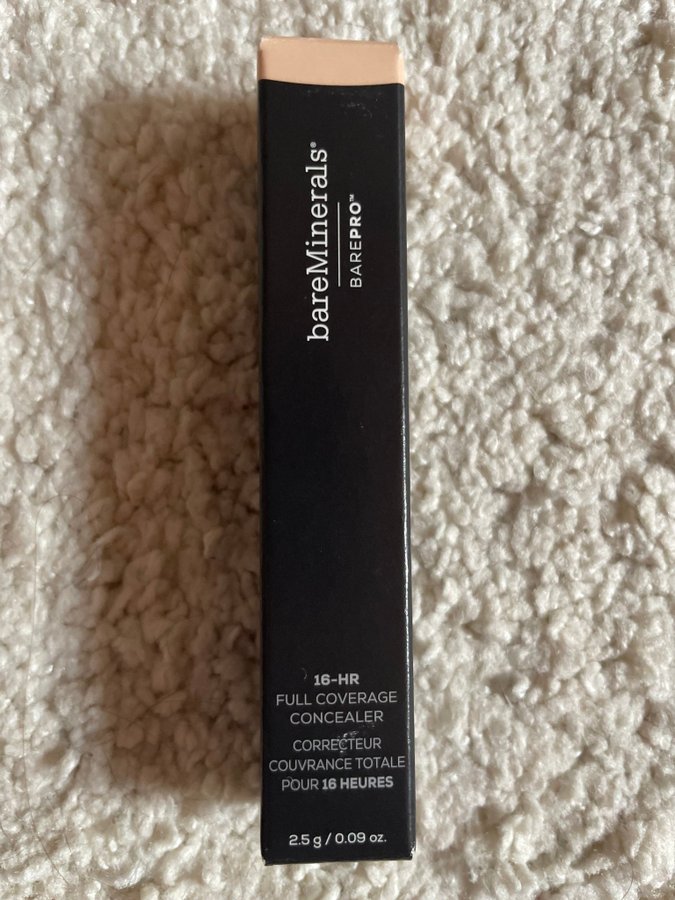 bareMinerals®
BAREPRO™
16-HR
FULL COVERAGE
CONCEALER
CORRECTEUR
COUVRANCE TOTALE
POUR 16 HEURES
2.5 g / 0.09 oz.